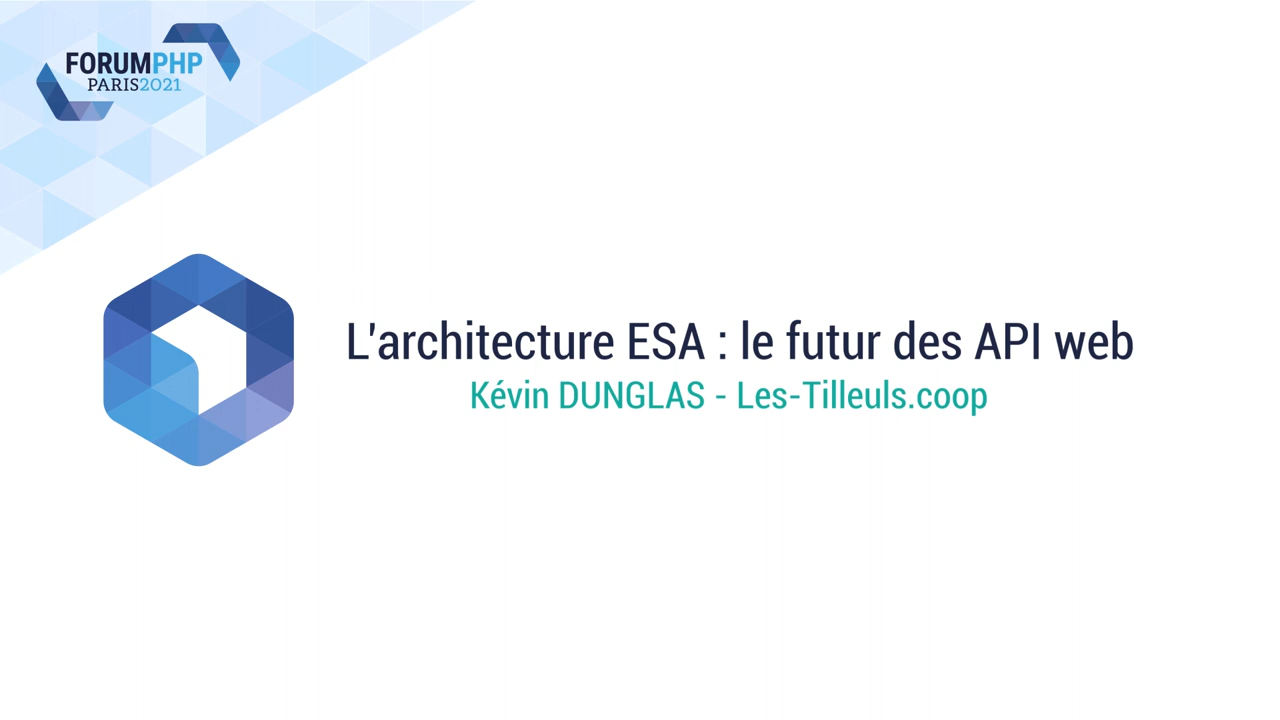 FORUMPHP
PARIS2021
L'architecture ESA : le futur des API web
Kévin DUNGLAS - Les-Tilleuls.coop